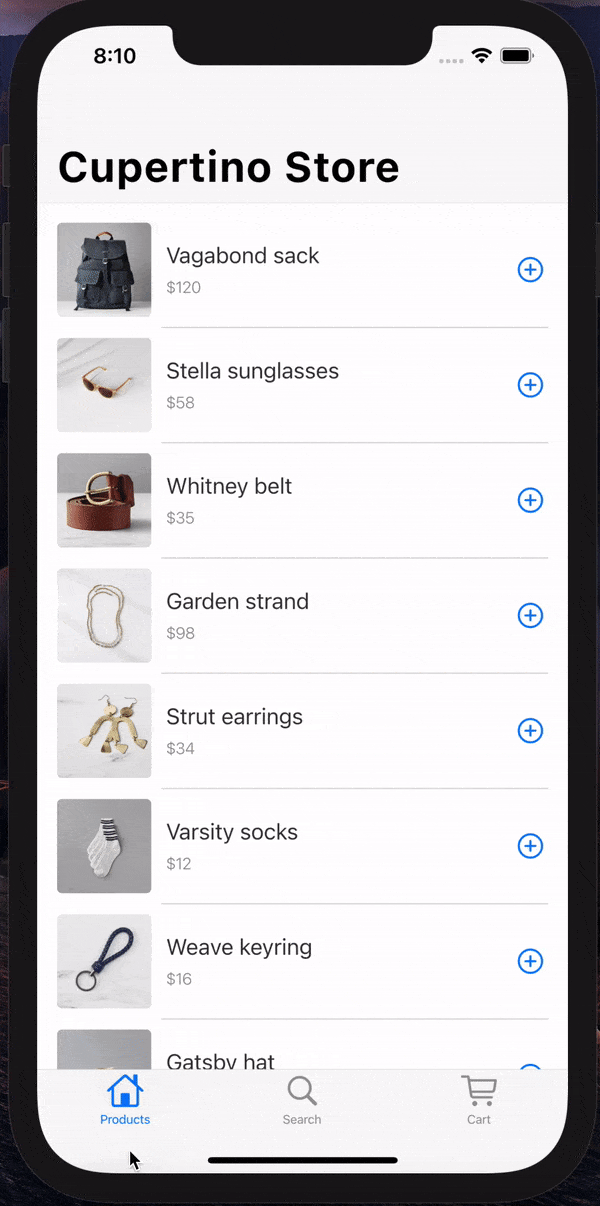 8:10
Cupertino Store
Vagabond sack
$120
Stella sunglasses
$58
Whitney belt
$35
Garden strand
$98
Strut earrings
$34
Varsity socks
$12
Weave keyring
$16
Gatsby hat
Products
Search
Cart